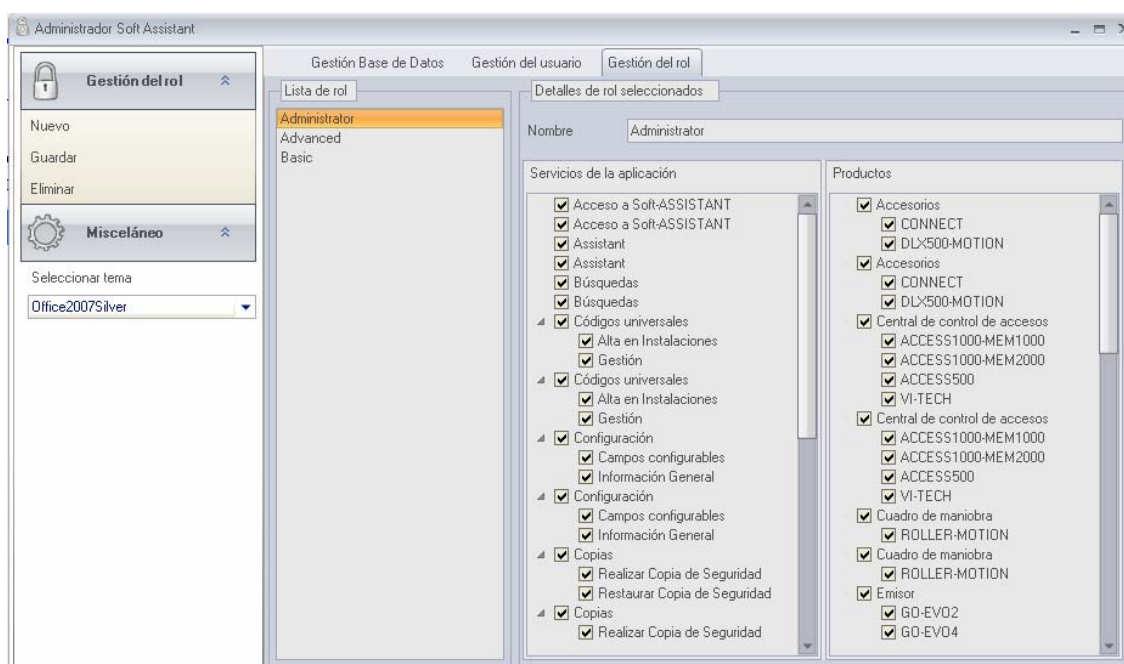 Administrador Soft Assistant
Gestión del rol
Nuevo
Guardar
Eliminar
Misceláneo
Seleccionar tema
Office2007Silver
Gestión Base de Datos
Gestión del usuario
Gestión del rol
Lista de rol
Administrator
Advanced
Basic
Detalles de rol seleccionados
Nombre
Administrator
Servicios de la aplicación
Acceso a Soft-ASSISTANT
Acceso a Soft-ASSISTANT
Assistant
Assistant
Búsquedas
Búsquedas
Códigos universales
Alta en Instalaciones
Gestión
Códigos universales
Alta en Instalaciones
Gestión
Configuración
Campos configurables
Información General
Configuración
Campos configurables
Información General
Copias
Realizar Copia de Seguridad
Restaurar Copia de Seguridad
Copias
Realizar Copia de Seguridad
Productos
Accesorios
CONNECT
DLX500-MOTION
Accesorios
CONNECT
DLX500-MOTION
Central de control de accesos
ACCESS1000-MEM1000
ACCESS1000-MEM2000
ACCESS500
VI-TECH
Central de control de accesos
ACCESS1000-MEM1000
ACCESS1000-MEM2000
ACCESS500
VI-TECH
Cuadro de maniobra
ROLLER-MOTION
Cuadro de maniobra
ROLLER-MOTION
Emisor
GO-EVO2
GO-EVO4